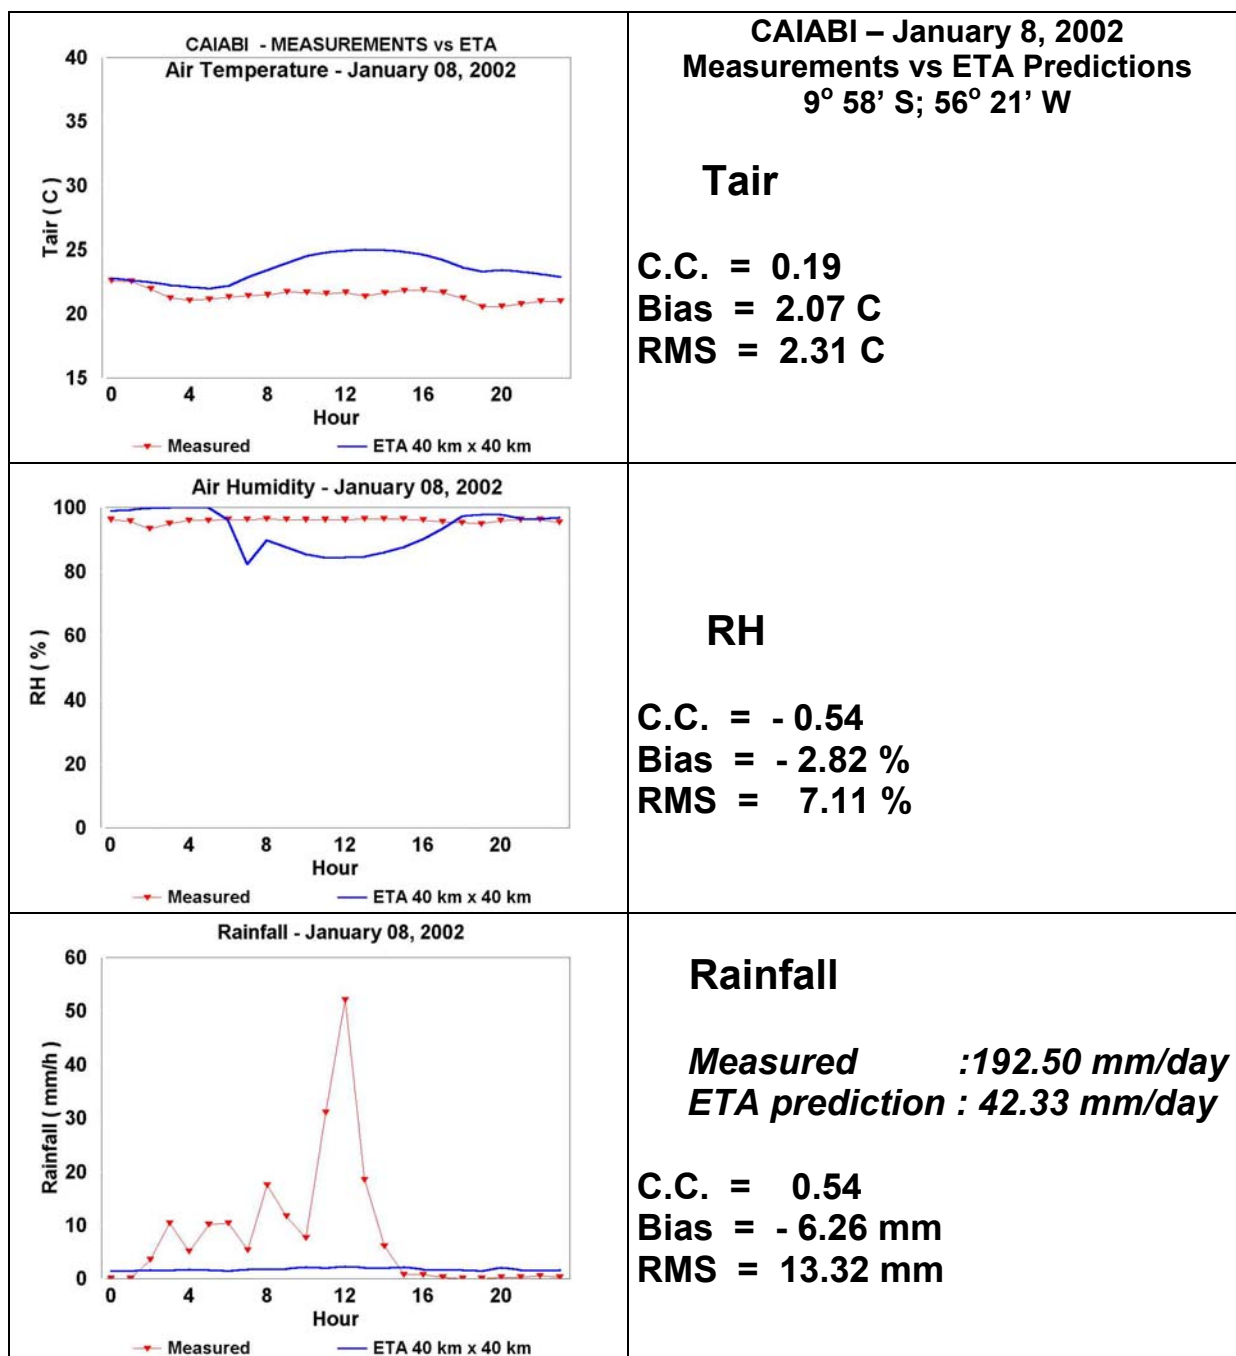 CAIABI - MEASUREMENTS vs ETA
Air Temperature - January 08, 2002
40
35
30
25
20
15
Tair ( C )
0 4 8 12 16 20
Hour
Measured ETA 40 km x 40 km
CAIABI – January 8, 2002
Measurements vs ETA Predictions
9° 58’ S; 56° 21’ W
Tair
C.C. = 0.19
Bias = 2.07 C
RMS = 2.31 C
Air Humidity - January 08, 2002
100
80
60
40
20
0
RH ( % )
0 4 8 12 16 20
Hour
Measured ETA 40 km x 40 km
RH
C.C. = - 0.54
Bias = - 2.82 %
RMS = 7.11 %
Rainfall - January 08, 2002
60
50
40
30
20
10
0
Rainfall ( mm/h )
0 4 8 12 16 20
Hour
Measured ETA 40 km x 40 km
Rainfall
Measured :192.50 mm/day
ETA prediction : 42.33 mm/day
C.C. = 0.54
Bias = - 6.26 mm
RMS = 13.32 mm